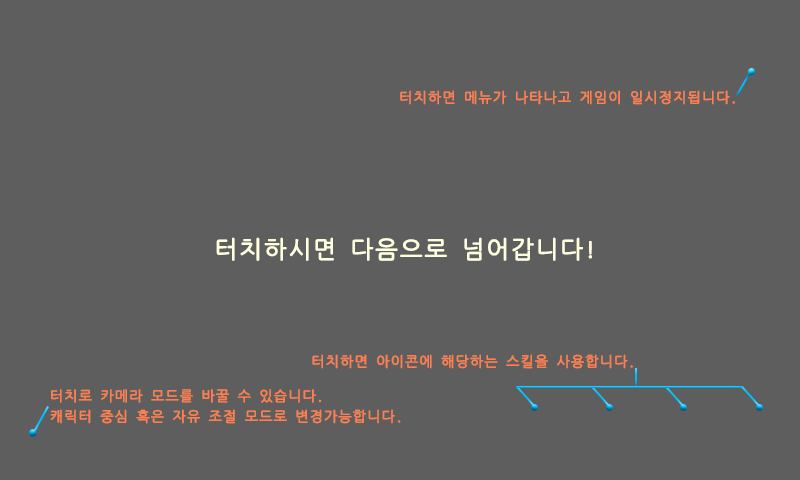 터치하면 메뉴가 나타나고 게임이 일시정지됩니다.
터치하시면 다음으로 넘어갑니다!
터치하면 아이콘에 해당하는 스킬을 사용합니다.
터치로 카메라 모드를 바꿀 수 있습니다.
캐릭터 중심 혹은 자유 조절 모드로 변경가능합니다.